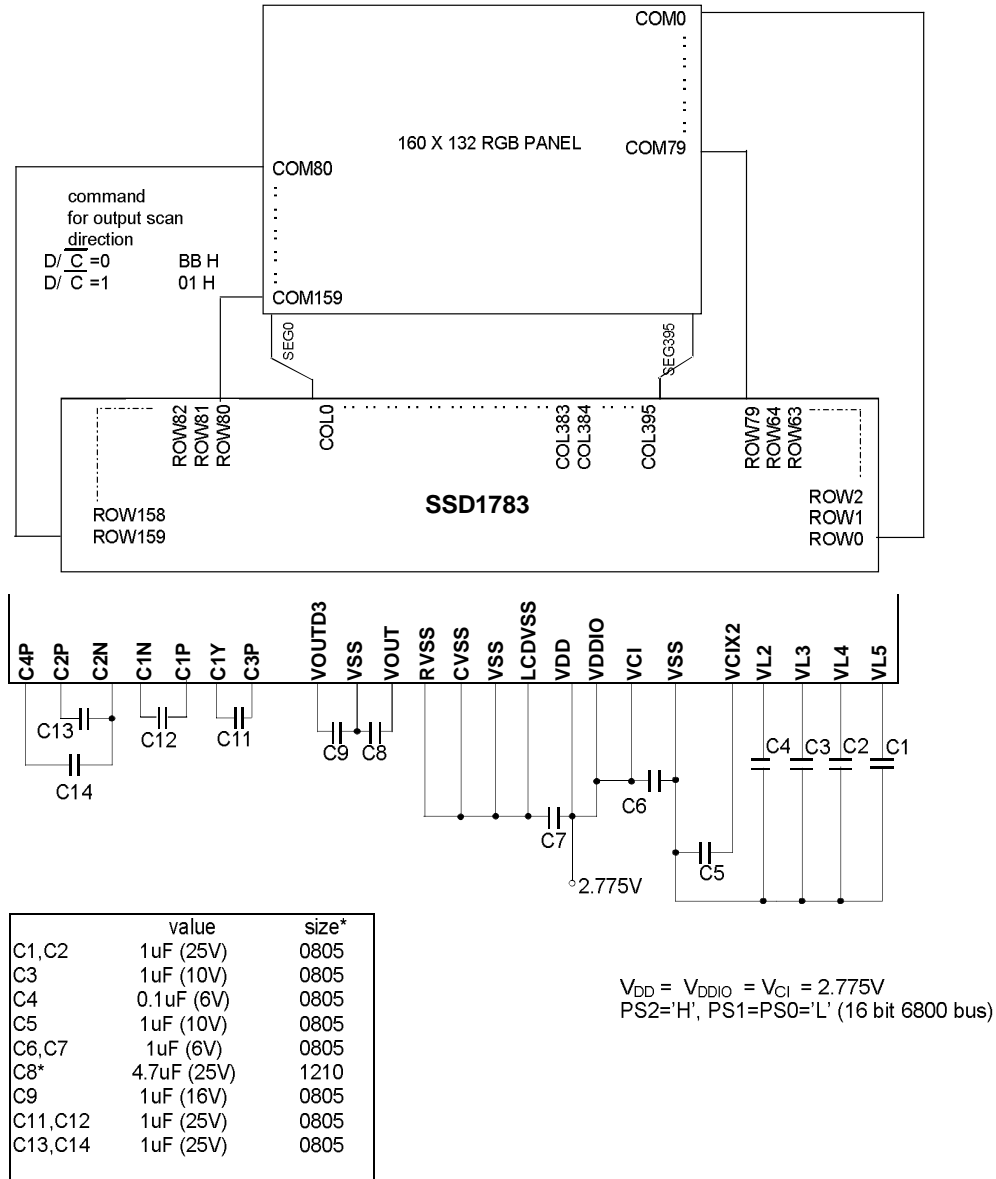 COM0
160 X 132 RGB PANEL
COM79
COM80
command
for output scan
direction
D/ C =0 BB H
D/ C =1 01 H
COM159
SEG0
SEG395
ROW82
ROW81
ROW80
COL0
COL383
COL384
COL395
ROW79
ROW64
ROW63
SSD1783
ROW158
ROW159
ROW2
ROW1
ROW0
C4P
C2P
C2N
C1N
C1P
C1Y
C3P
VOUTD3
VSS
VOUT
RVSS
CVSS
VSS
LCDVSS
VDD
VDDIO
VCI
VSS
VCIX2
VL2
VL3
VL4
VL5
C13
C14
C12
C11
C9
C8
C7
C6
C5
C4
C3
C2
C1
2.775V
value size*
C1,C2 1uF (25V) 0805
C3 1uF (10V) 0805
C4 0.1uF (6V) 0805
C5 1uF (10V) 0805
C6,C7 1uF (6V) 0805
C8* 4.7uF (25V) 1210
C9 1uF (16V) 0805
C11,C12 1uF (25V) 0805
C13,C14 1uF (25V) 0805
VDD = VDDIO = VCI = 2.775V
PS2='H', PS1=PS0='L' (16 bit 6800 bus)